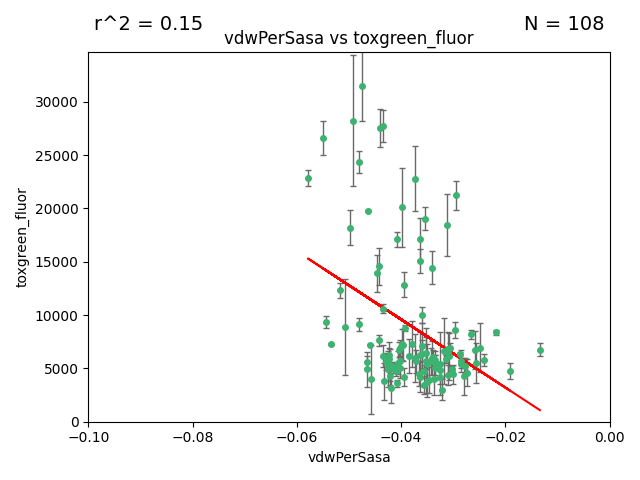 r^2 = 0.15
N = 108
vdwPerSasa vs toxgreen_fluor
toxgreen_fluor
30000
25000
20000
15000
10000
5000
0
−0.10
−0.08
−0.06
−0.04
−0.02
0.00
vdwPerSasa